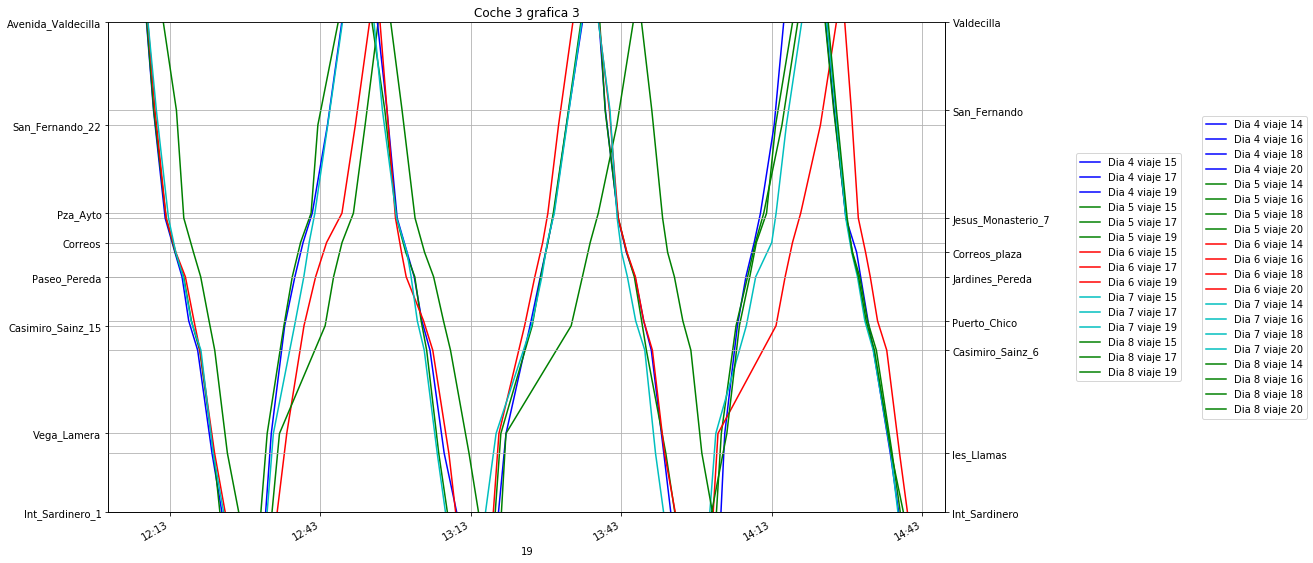 Coche 3 grafica 3
Avenida_Valdecilla
San_Fernando_22
Pza_Ayto
Correos
Paseo_Pereda
Casimiro_Sainz_15
Vega_Lamera
Int_Sardinero_1
Valdecilla
San_Fernando
Jesus_Monasterio_7
Correos_plaza
Jardines_Pereda
Puerto_Chico
Casimiro_Sainz_6
Ies_Llamas
Int_Sardinero
12:13
12:43
13:13
13:43
14:13
14:43
19
Dia 4 viaje 15
Dia 4 viaje 17
Dia 4 viaje 19
Dia 5 viaje 15
Dia 5 viaje 17
Dia 5 viaje 19
Dia 6 viaje 15
Dia 6 viaje 17
Dia 6 viaje 19
Dia 7 viaje 15
Dia 7 viaje 17
Dia 7 viaje 19
Dia 8 viaje 15
Dia 8 viaje 17
Dia 8 viaje 19
Dia 4 viaje 14
Dia 4 viaje 16
Dia 4 viaje 18
Dia 4 viaje 20
Dia 5 viaje 14
Dia 5 viaje 16
Dia 5 viaje 18
Dia 5 viaje 20
Dia 6 viaje 14
Dia 6 viaje 16
Dia 6 viaje 18
Dia 6 viaje 20
Dia 7 viaje 14
Dia 7 viaje 16
Dia 7 viaje 18
Dia 7 viaje 20
Dia 8 viaje 14
Dia 8 viaje 16
Dia 8 viaje 18
Dia 8 viaje 20